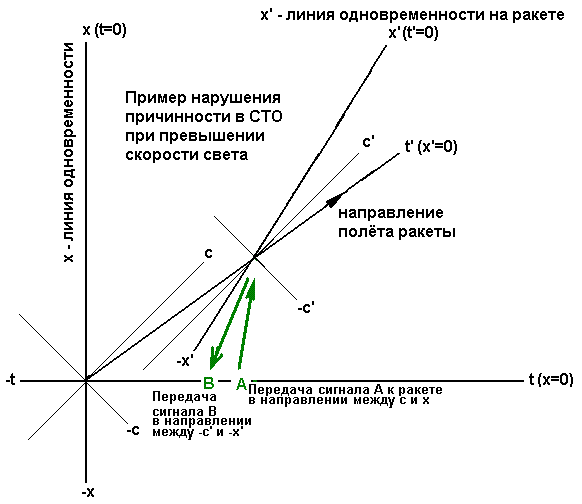 x (t=0)
x' - линия одновременности на ракете
x'(t'=0)
x - линия одновременности
Пример нарушения
причинности в СТО
при превышении
скорости света
c'
t' (x'=0)
направление
полёта ракеты
c
-c'
-x'
-t
B
A
t (x=0)
Передача
сигнала B
в направлении
между -c' и -x'
Передача сигнала A к ракете
в направлении между c и x
-c
-x